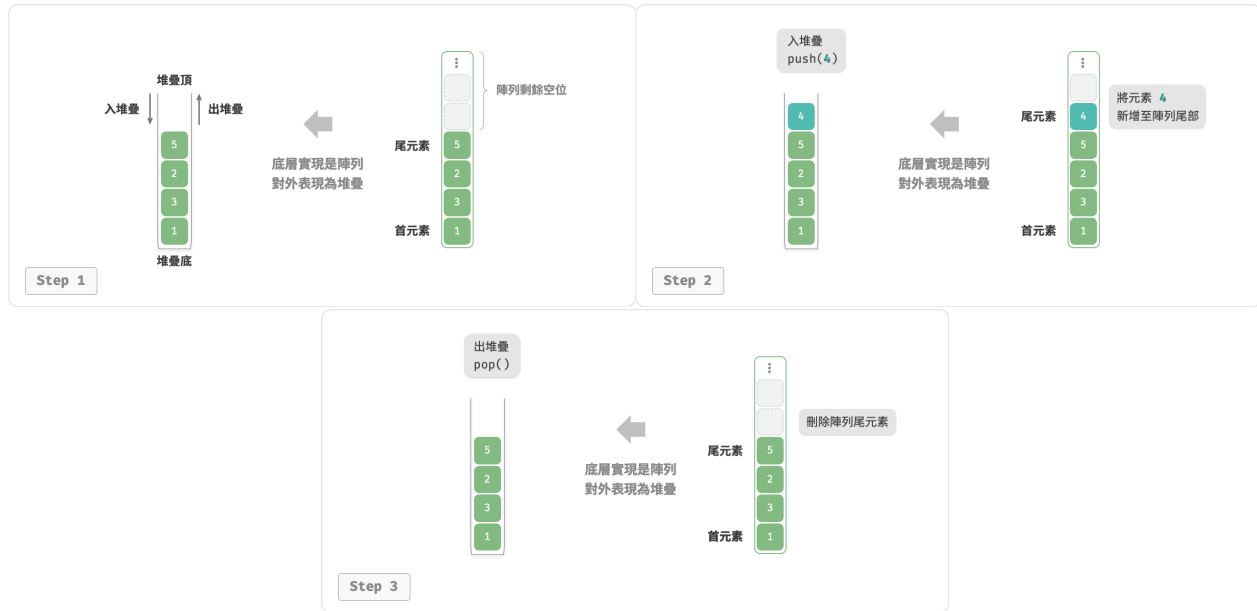 堆疊頂
入堆疊
出堆疊
5
2
3
1
堆疊底
底層實現是陣列
對外表現為堆疊
⋮
陣列剩餘空位
尾元素
5
2
3
首元素
1
Step 1
入堆疊
push(4)
4
5
2
3
1
底層實現是陣列
對外表現為堆疊
⋮
尾元素
4
將元素 4
新增至陣列尾部
5
2
3
首元素
1
Step 2
出堆疊
pop()
5
2
3
1
底層實現是陣列
對外表現為堆疊
⋮
刪除陣列尾元素
尾元素
5
2
3
首元素
1
Step 3